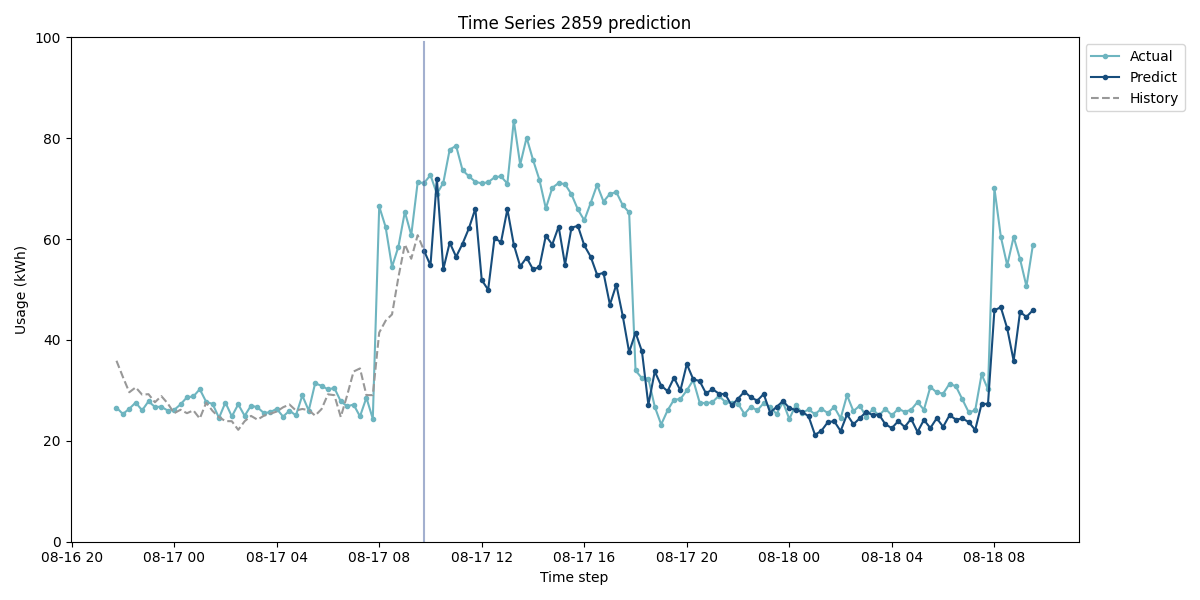 Time Series 2859 prediction
100
80
60
40
20
0
Usage (kWh)
08-16 20
08-17 00
08-17 04
08-17 08
08-17 12
08-17 16
08-17 20
08-18 00
08-18 04
08-18 08
Time step
Actual
Predict
History